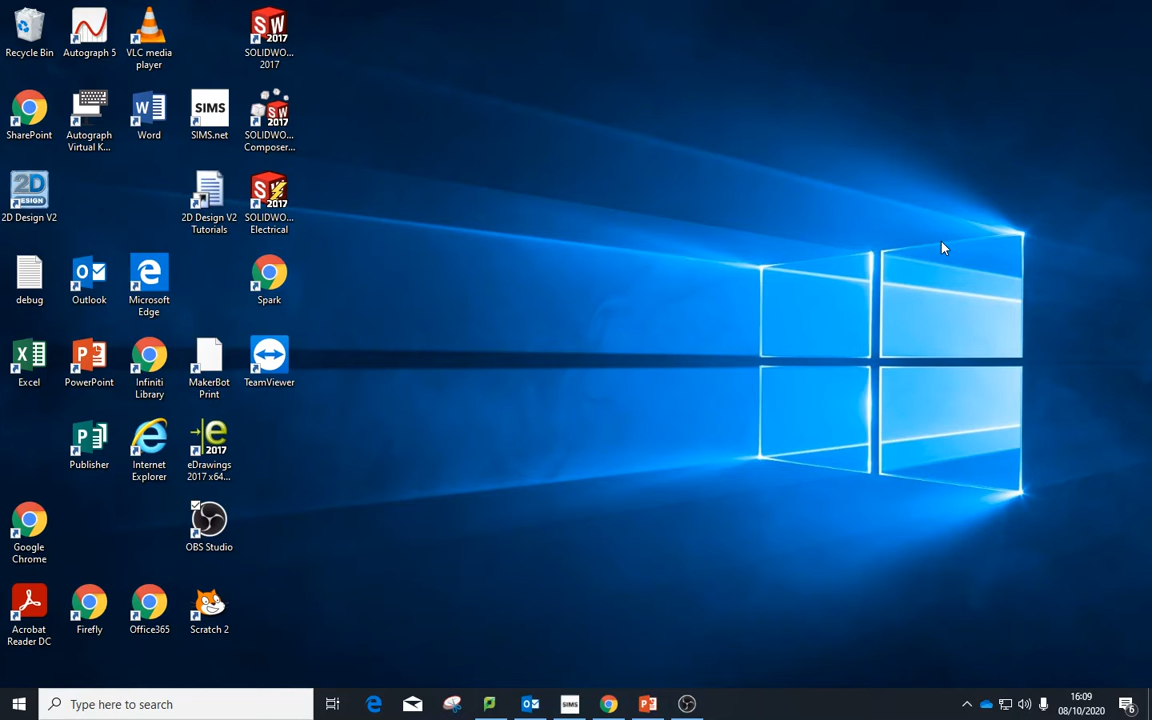 Recycle Bin
Autograph 5
VLC media
player
SOLIDWO...
2017
SharePoint
Autograph
Virtual K...
Word
SIMS
SIMS.net
SOLIDWO...
Composer...
2D Design V2
2D Design V2
Tutorials
SOLIDWO...
Electrical
debug
Outlook
Microsoft
Edge
Spark
Excel
PowerPoint
Infiniti
Library
MakerBot
Print
TeamViewer
Publisher
Internet
Explorer
eDrawings
2017 x64...
Google
Chrome
OBS Studio
Acrobat
Reader DC
Firefly
Office365
Scratch 2
Type here to search
SIMS
16:09
08/10/2020
6